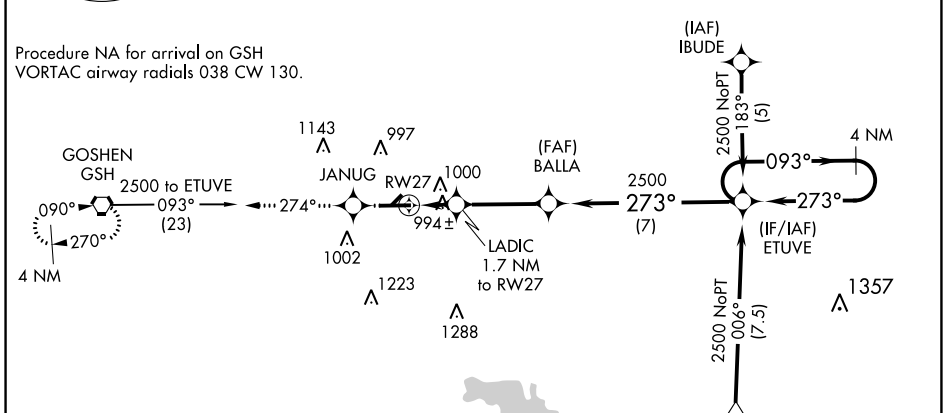 Procedure NA for arrival on GSH
VORTAC airway radials 038 CW 130.
(IAF)
IBUDE
2500 NoPT
183°
(5)
4 NM
093°
273°
1143
997
(FAF)
BALLA
GOSHEN
GSH
JANUG
RW27
1000
2500 to ETUVE
090°
093°
(23)
274°
2500
273°
(7)
994±
270°
4 NM
1002
LADIC
1.7 NM
to RW27
(IF/IAF)
ETUVE
1223
1288
1357
2500 NoPT
006°
(7.5)